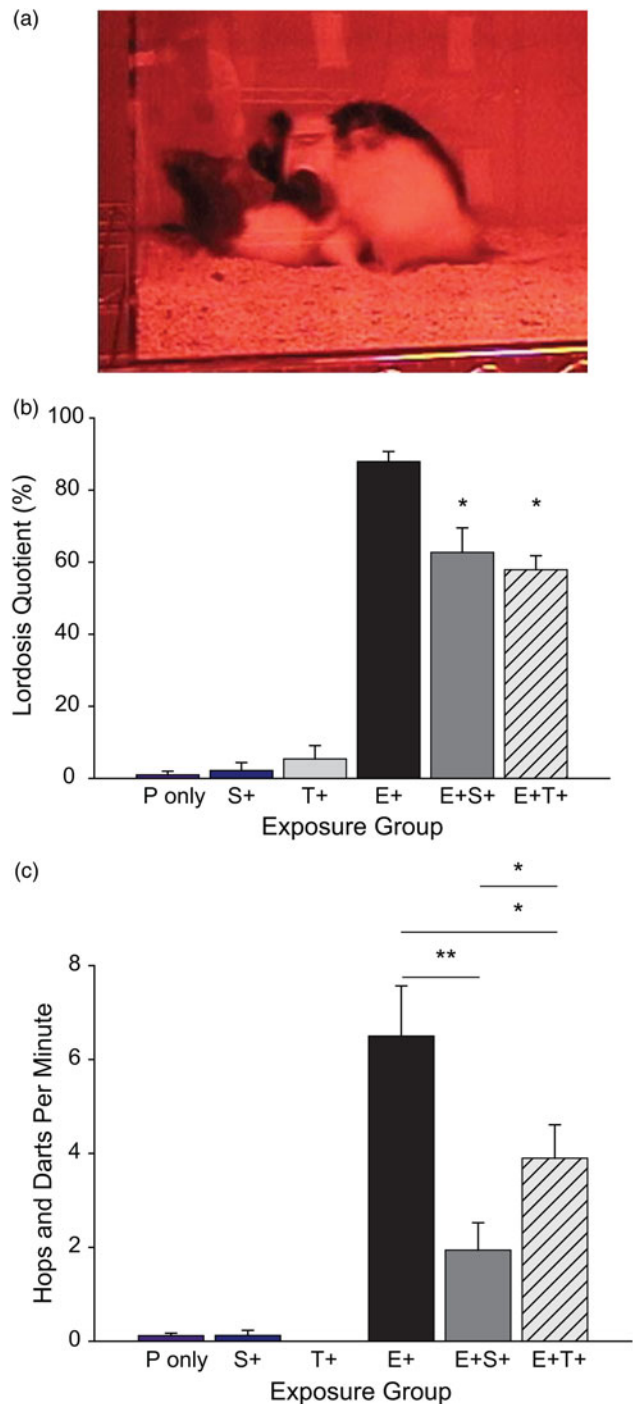 (a)
(b)
100
80
60
40
20
0
Lordosis Quotient (%)
* *
P only S+ T+ E+ E+S+ E+T+
Exposure Group
(c)
*
*
**
8
6
4
2
0
Hops and Darts Per Minute
P only S+ T+ E+ E+S+ E+T+
Exposure Group